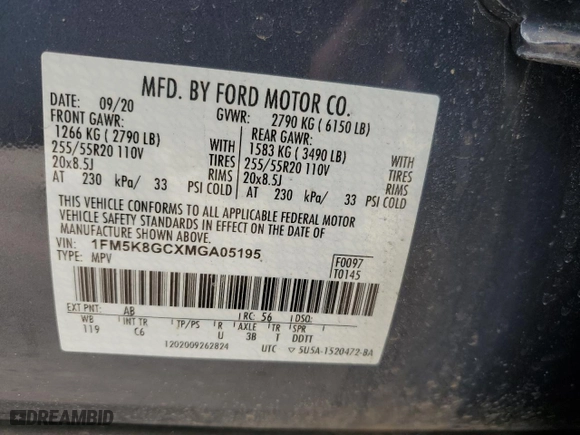 MFD. BY FORD MOTOR CO.
DATE: 09/20 GVWR: 2790 KG ( 6150 LB)
FRONT GAWR: REAR GAWR:
1266 KG ( 2790 LB) WITH 1583 KG ( 3490 LB) WITH
255/55R20 110V TIRES 255/55R20 110V TIRES
20x8.5J RIMS 20x8.5J RIMS
AT 230 kPa/ 33 PSI COLD AT 230 kPa/ 33 PSI COLD
THIS VEHICLE CONFORMS TO ALL APPLICABLE FEDERAL MOTOR
VEHICLE SAFETY STANDARDS IN EFFECT ON THE DATE OF
MANUFACTURE SHOWN ABOVE.
VIN: 1FM5K8GCXMGA05195 F0097
TYPE: MPV T0145
EXT PNT: AB RC: 56 DSO:
WB INT TR TP/PS R AXLE TR SPR
119 C6 U 3B T DDTT
1202009262824 UTC ▽ 5U5A-1520472-BA
DREAMBID